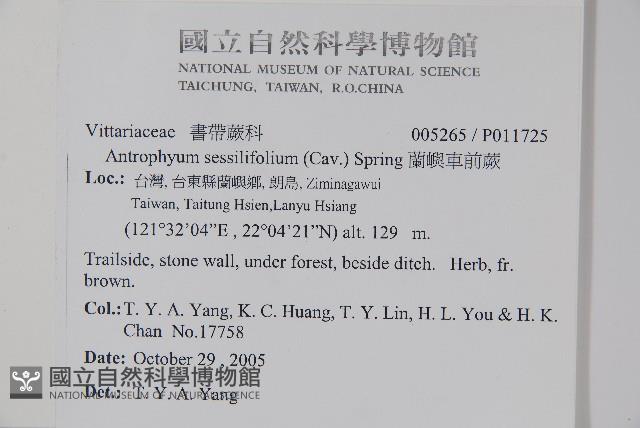 國立自然科學博物館
NATIONAL MUSEUM OF NATURAL SCIENCE
TAICHUNG, TAIWAN, R.O.CHINA
Vittariaceae 書帶蕨科 005265 / P011725
Antrophyum sessilifolium (Cav.) Spring 蘭嶼車前蕨
Loc.: 台灣, 台東縣蘭嶼鄉, 朗島, Ziminagawui
Taiwan, Taitung Hsien,Lanyu Hsiang
(121°32'04"E , 22°04'21"N) alt. 129 m.
Trailside, stone wall, under forest, beside ditch. Herb, fr.
brown.
Col.: T. Y. A. Yang, K. C. Huang, T. Y. Lin, H. L. You & H. K.
Chan No.17758
Date: October 29 , 2005
國立自然科學博物館
NATIONAL MUSEUM OF NATURAL SCIENCE
Det.: T. Y. A. Yang